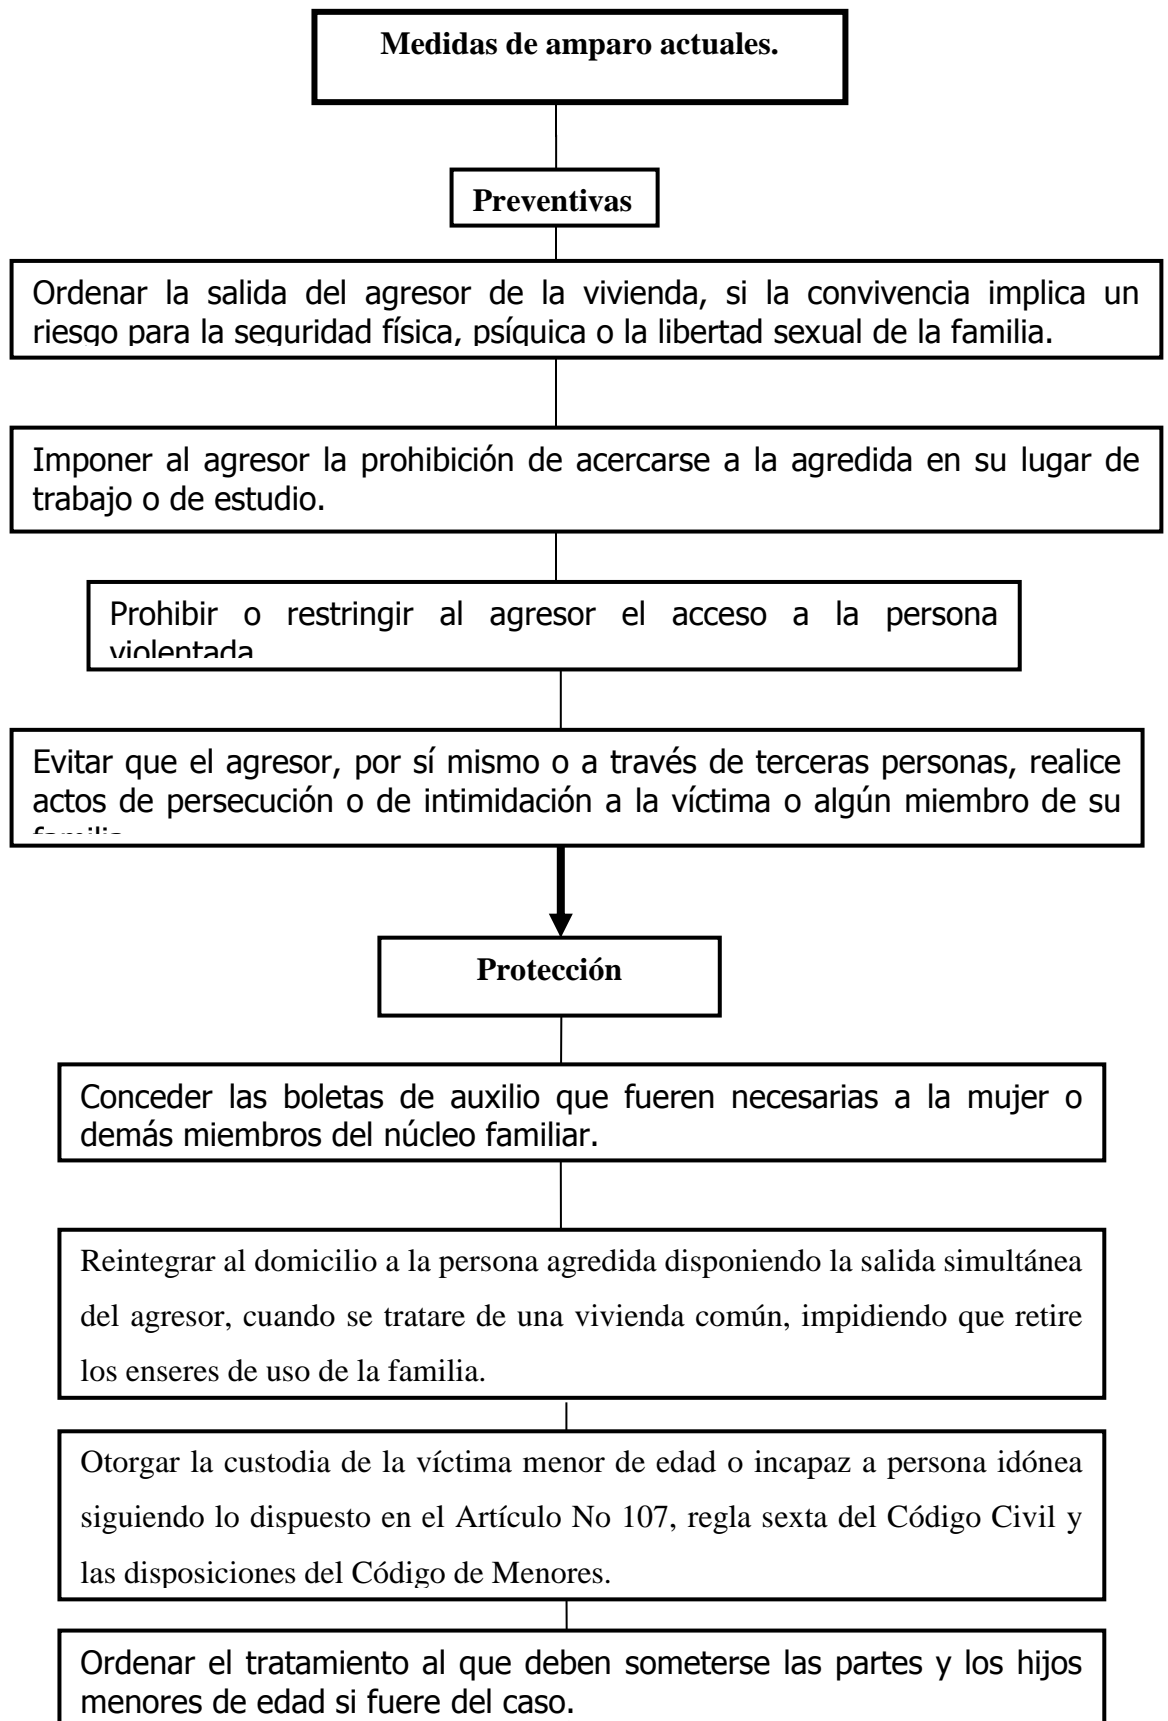 Medidas de amparo actuales.
Preventivas
Ordenar la salida del agresor de la vivienda, si la convivencia implica un
riesgo para la seguridad física, psíquica o la libertad sexual de la familia.
Imponer al agresor la prohibición de acercarse a la agredida en su lugar de
trabajo o de estudio.
Prohibir o restringir al agresor el acceso a la persona
violentada
Evitar que el agresor, por sí mismo o a través de terceras personas, realice
actos de persecución o de intimidación a la víctima o algún miembro de su
familia
Protección
Conceder las boletas de auxilio que fueren necesarias a la mujer o
demás miembros del núcleo familiar.
Reintegrar al domicilio a la persona agredida disponiendo la salida simultánea
del agresor, cuando se tratare de una vivienda común, impidiendo que retire
los enseres de uso de la familia.
Otorgar la custodia de la víctima menor de edad o incapaz a persona idónea
siguiendo lo dispuesto en el Artículo No 107, regla sexta del Código Civil y
las disposiciones del Código de Menores.
Ordenar el tratamiento al que deben someterse las partes y los hijos
menores de edad si fuere del caso.